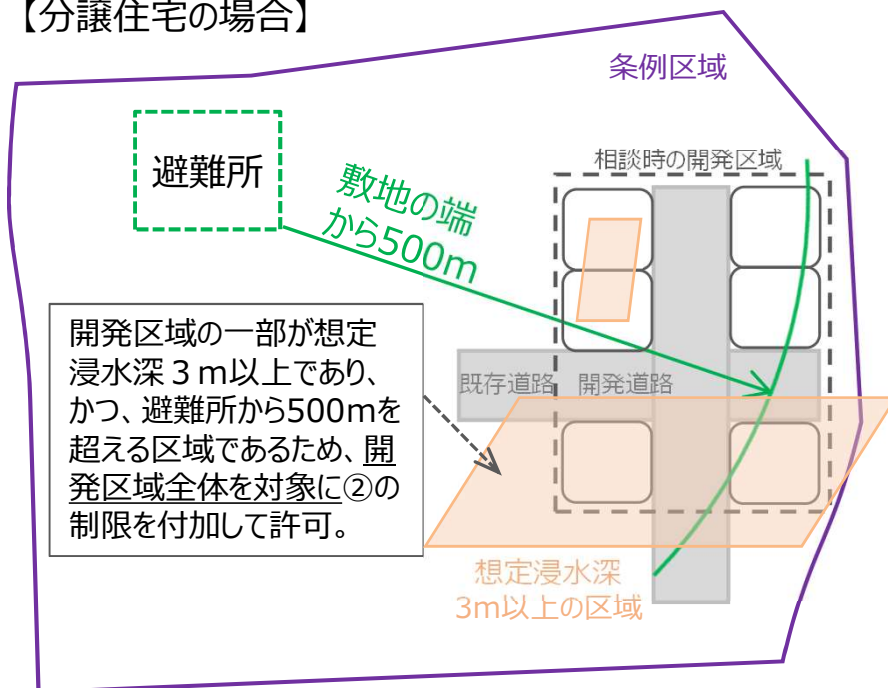 【分譲住宅の場合】
条例区域
避難所
敷地の端
から500m
相談時の開発区域
開発区域の一部が想定
浸水深３m以上であり、
かつ、避難所から500mを
超える区域であるため、開
発区域全体を対象に②の
制限を付加して許可。
既存道路
開発道路
想定浸水深
3m以上の区域